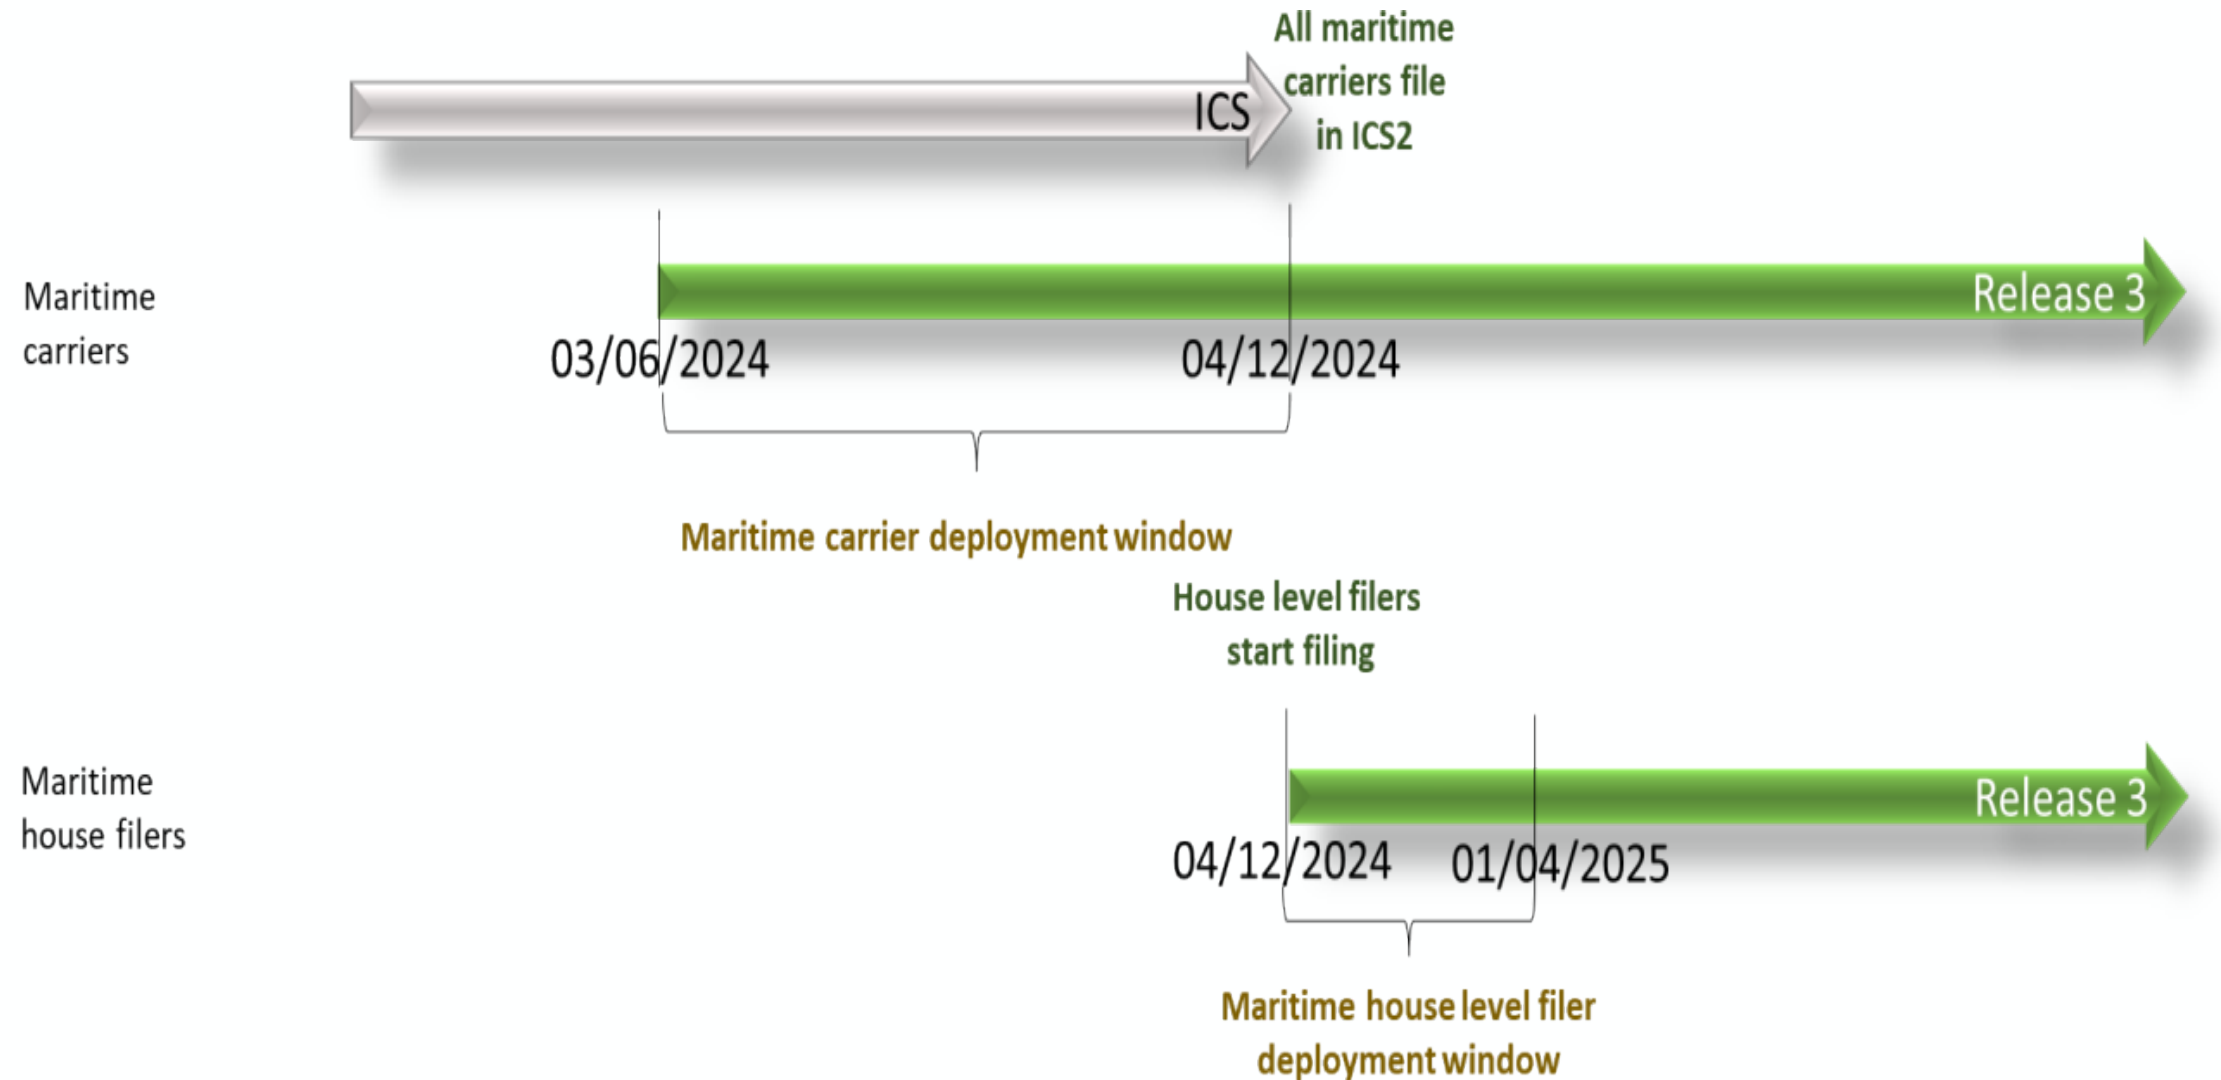 All maritime
carriers file
in ICS2
ICS
Maritime
carriers
Release 3
03/06/2024
04/12/2024
Maritime carrier deployment window
House level filers
start filing
Maritime
house filers
Release 3
04/12/2024
01/04/2025
Maritime house level filer
deployment window